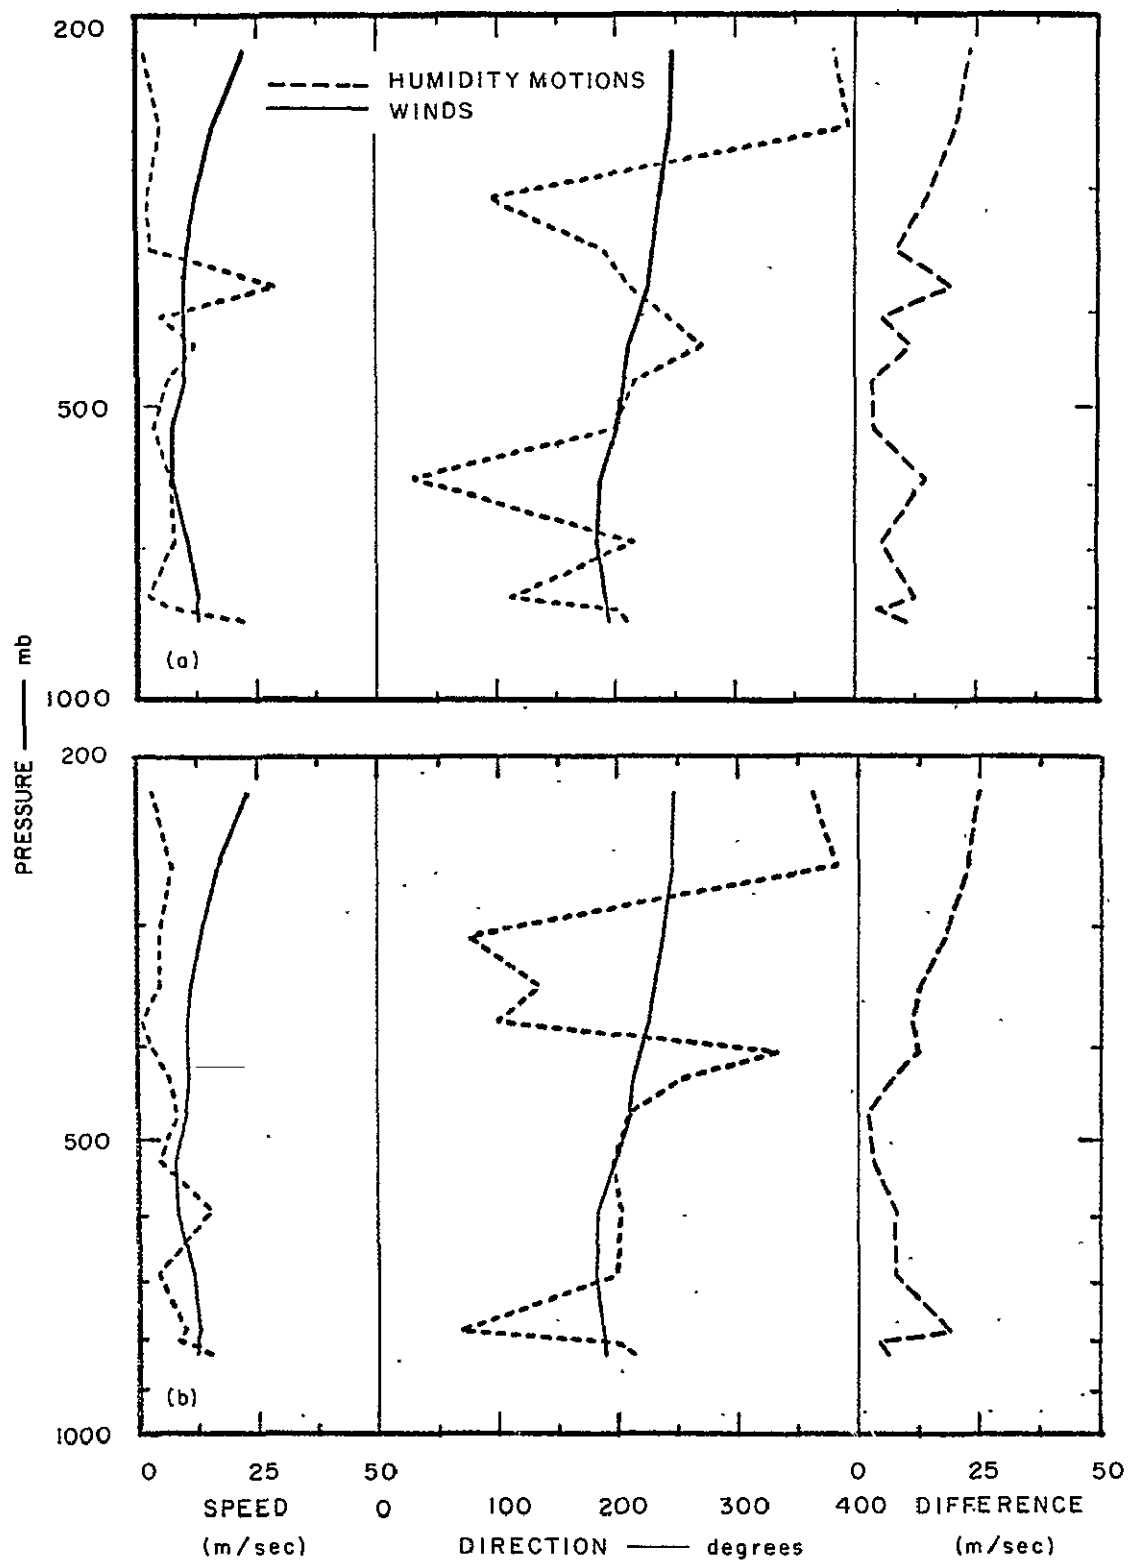 200
HUMIDITY MOTIONS
WINDS
500
(a)
1000
PRESSURE — mb
200
500
(b)
1000
0 25 50 0 25 50
SPEED 0 100 200 300 400 DIFFERENCE
(m/sec) DIRECTION — degrees (m/sec)